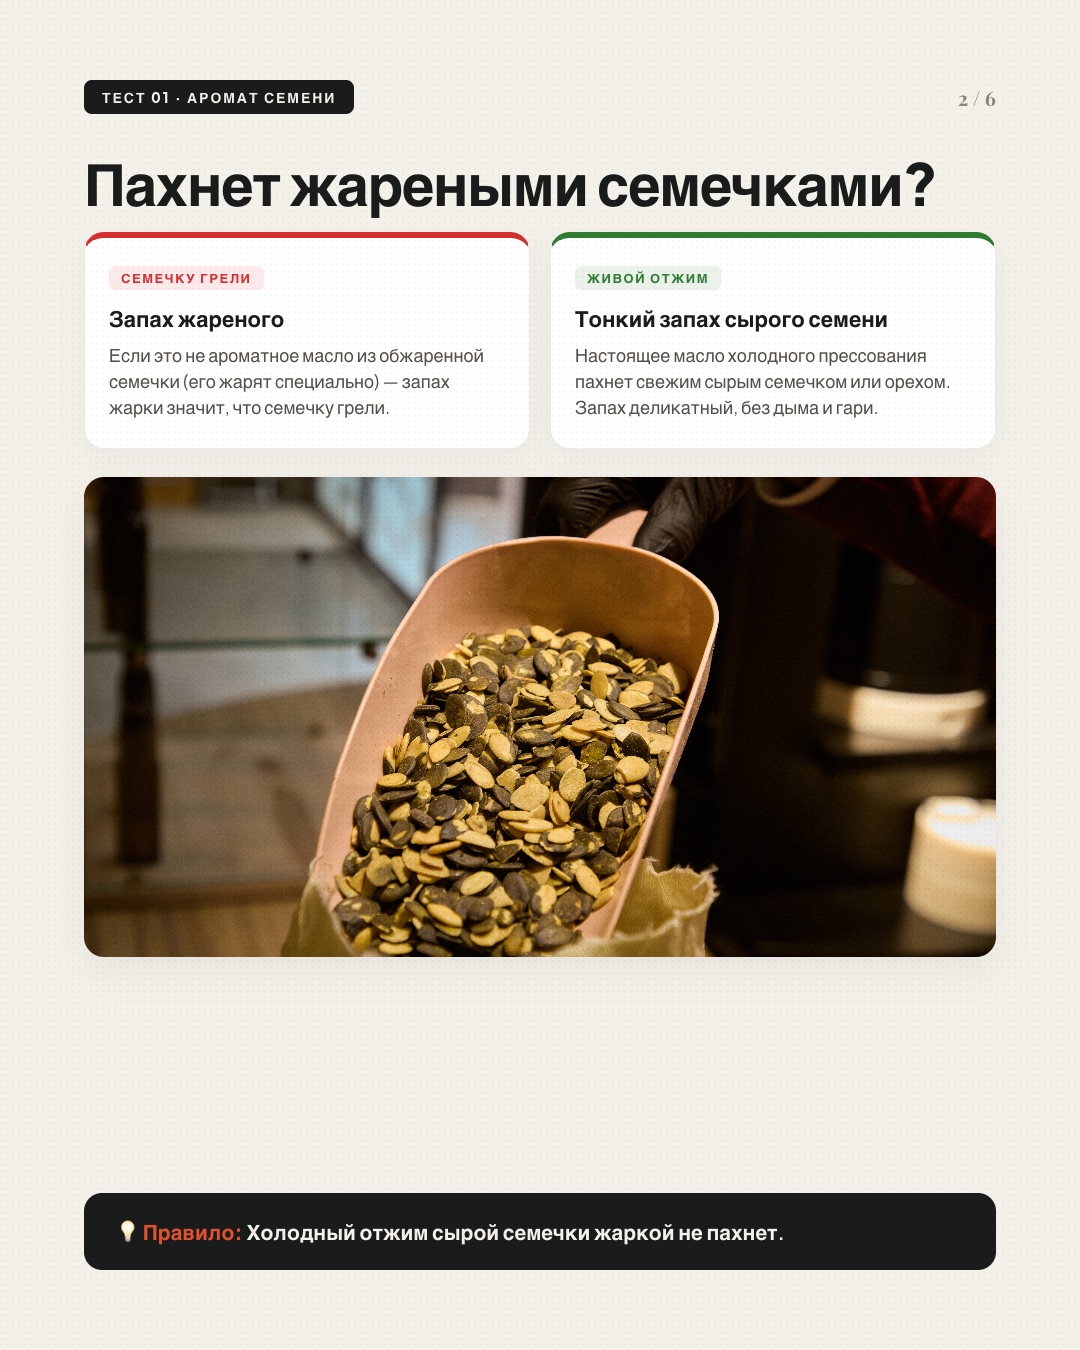 ТЕСТ 01 · АРОМАТ СЕМЕНИ
2 / 6
Пахнет жареными семечками?
СЕМЕЧКУ ГРЕЛИ
Запах жареного
Если это не ароматное масло из обжаренной
семечки (его жарят специально) — запах
жарки значит, что семечку грели.
ЖИВОЙ ОТЖИМ
Тонкий запах сырого семени
Настоящее масло холодного прессования
пахнет свежим сырым семечком или орехом.
Запах деликатный, без дыма и гари.
💡 Правило: Холодный отжим сырой семечки жаркой не пахнет.